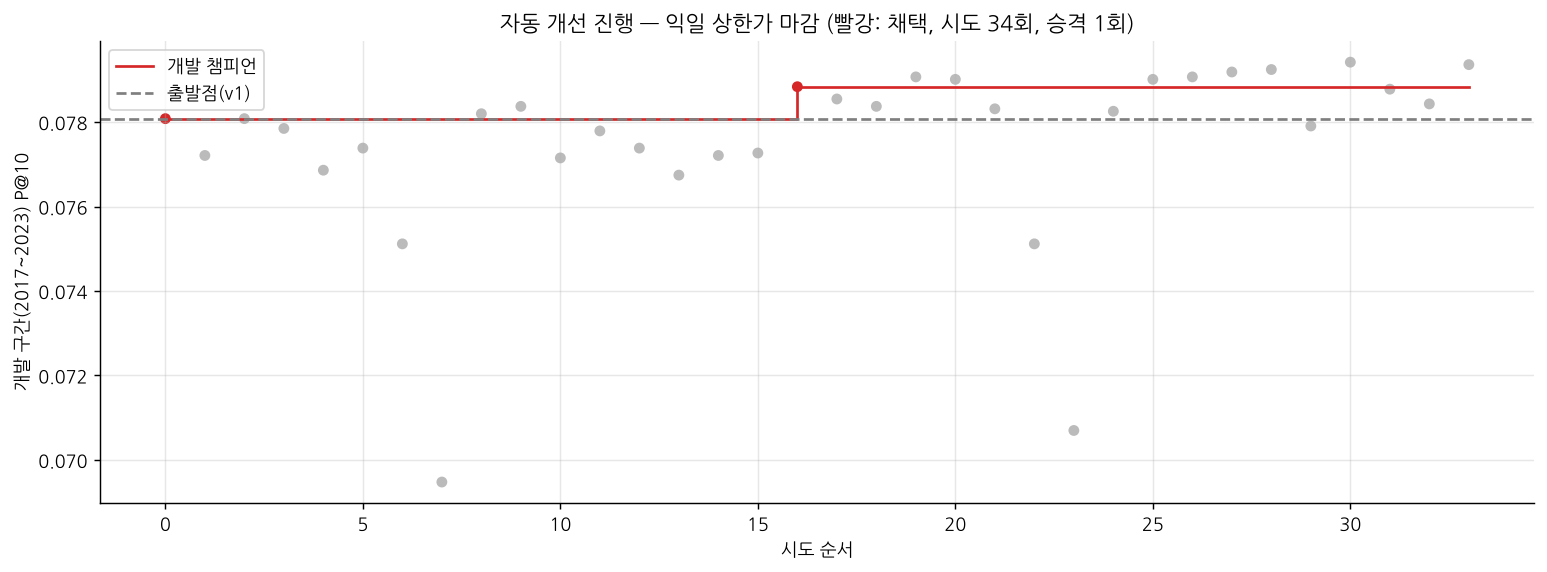 자동 개선 진행 — 익일 상한가 마감 (빨강: 채택, 시도 34회, 승격 1회)
개발 챔피언
출발점(v1)
개발 구간(2017~2023) P@10
0.078
0.076
0.074
0.072
0.070
0 5 10 15 20 25 30
시도 순서